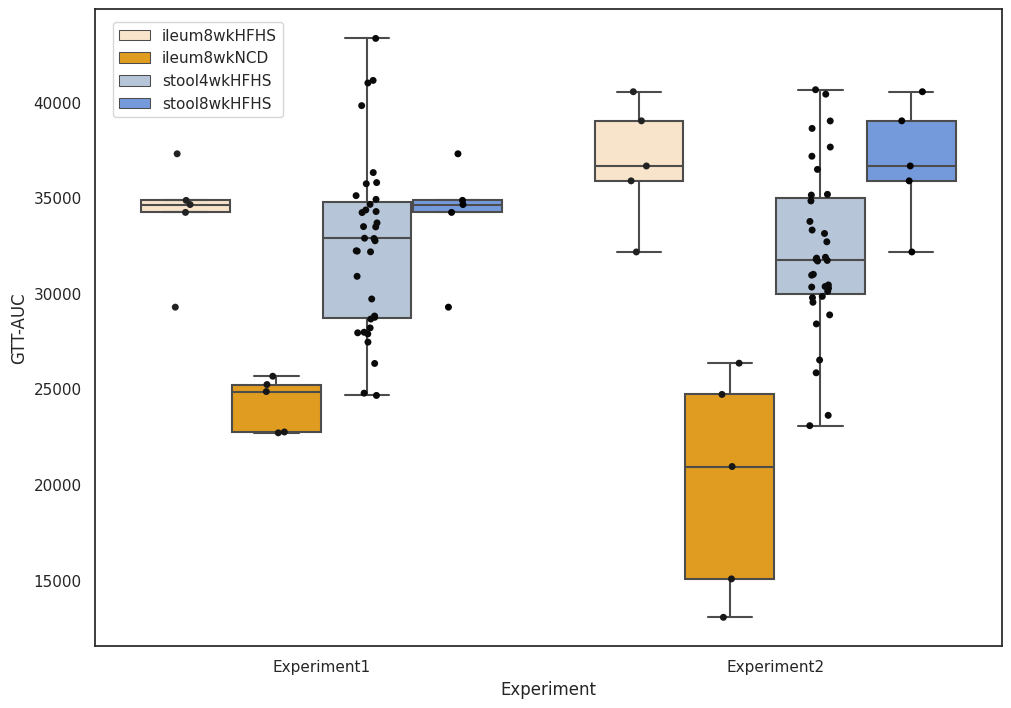 ileum8wkHFHS
ileum8wkNCD
stool4wkHFHS
stool8wkHFHS
GTT-AUC
40000
35000
30000
25000
20000
15000
Experiment1
Experiment2
Experiment